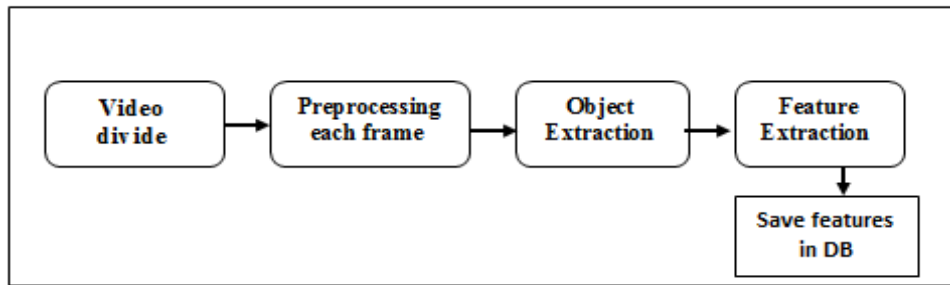 Video
divide
Preprocessing
each frame
Object
Extraction
Feature
Extraction
Save features
in DB